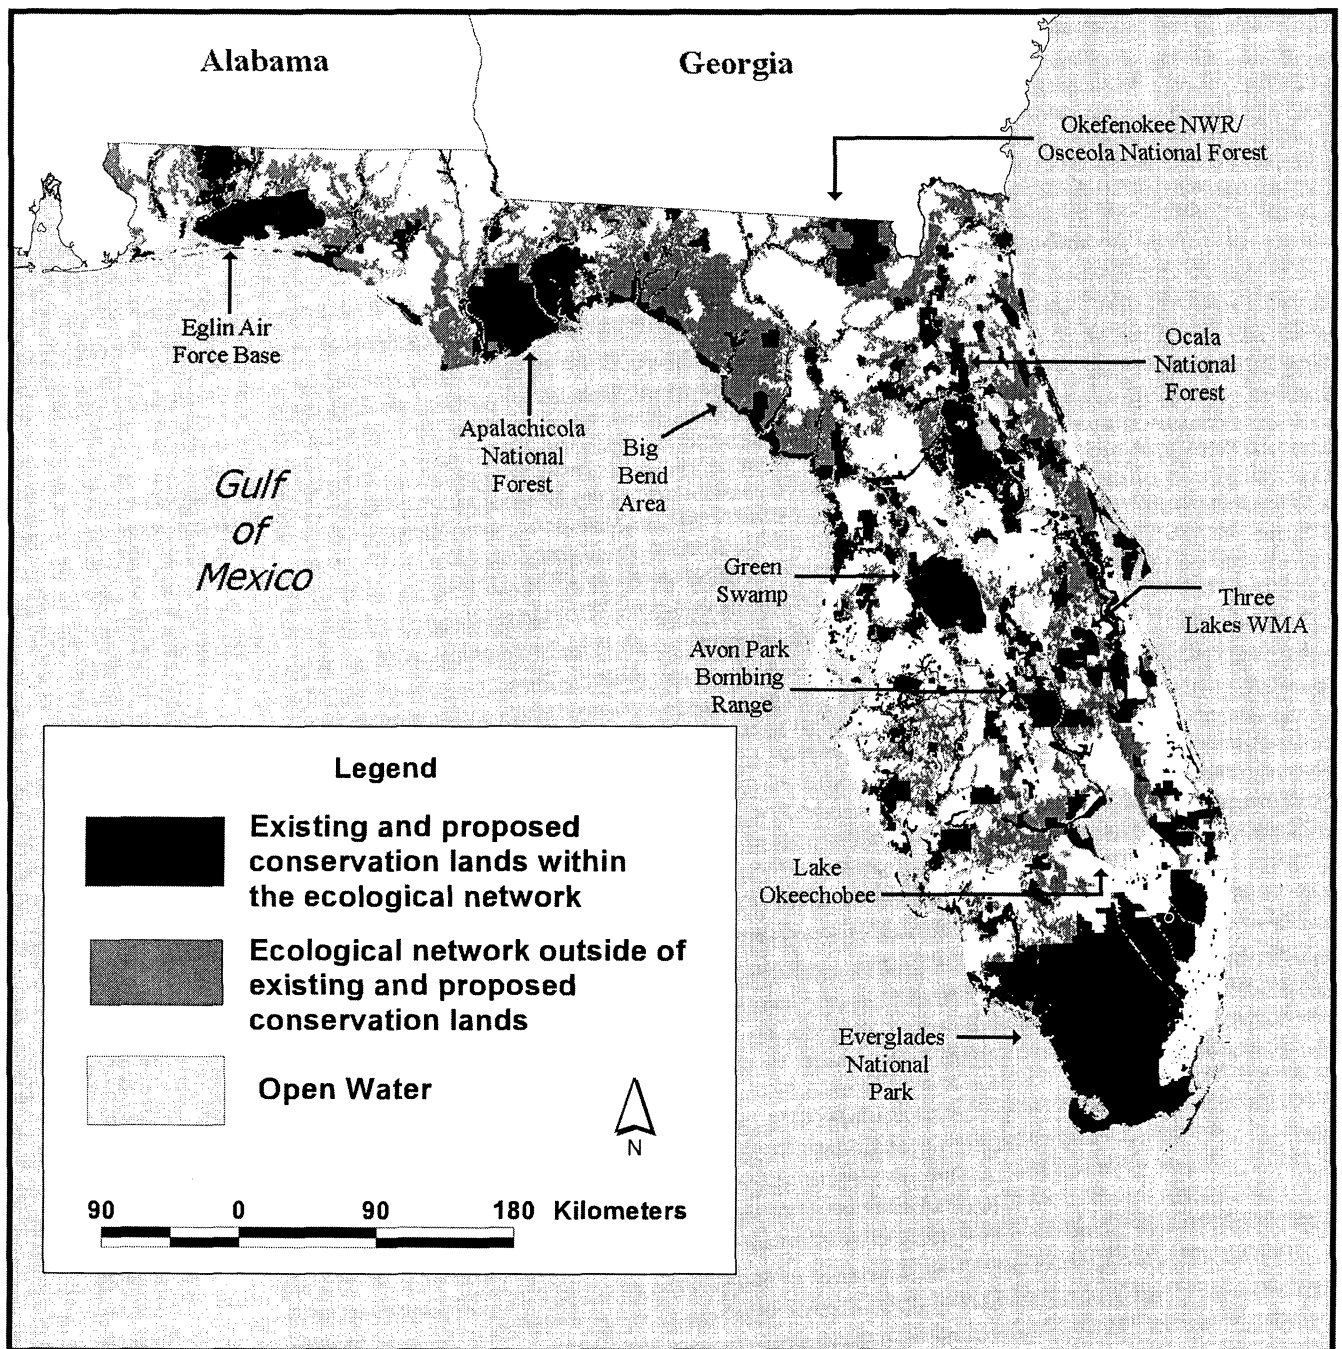 Alabama
Georgia
Okefenokee NWR/
Osceola National Forest
Eglin Air
Force Base
Ocala
National
Forest
Apalachicola
National
Forest
Big
Bend
Area
Gulf
of
Mexico
Green
Swamp
Three
Lakes WMA
Avon Park
Bombing
Range
Legend
Existing and proposed
conservation lands within
the ecological network
Ecological network outside of
existing and proposed
conservation lands
Open Water
N
90 0 90 180 Kilometers
Lake
Okeechobee
Everglades
National
Park